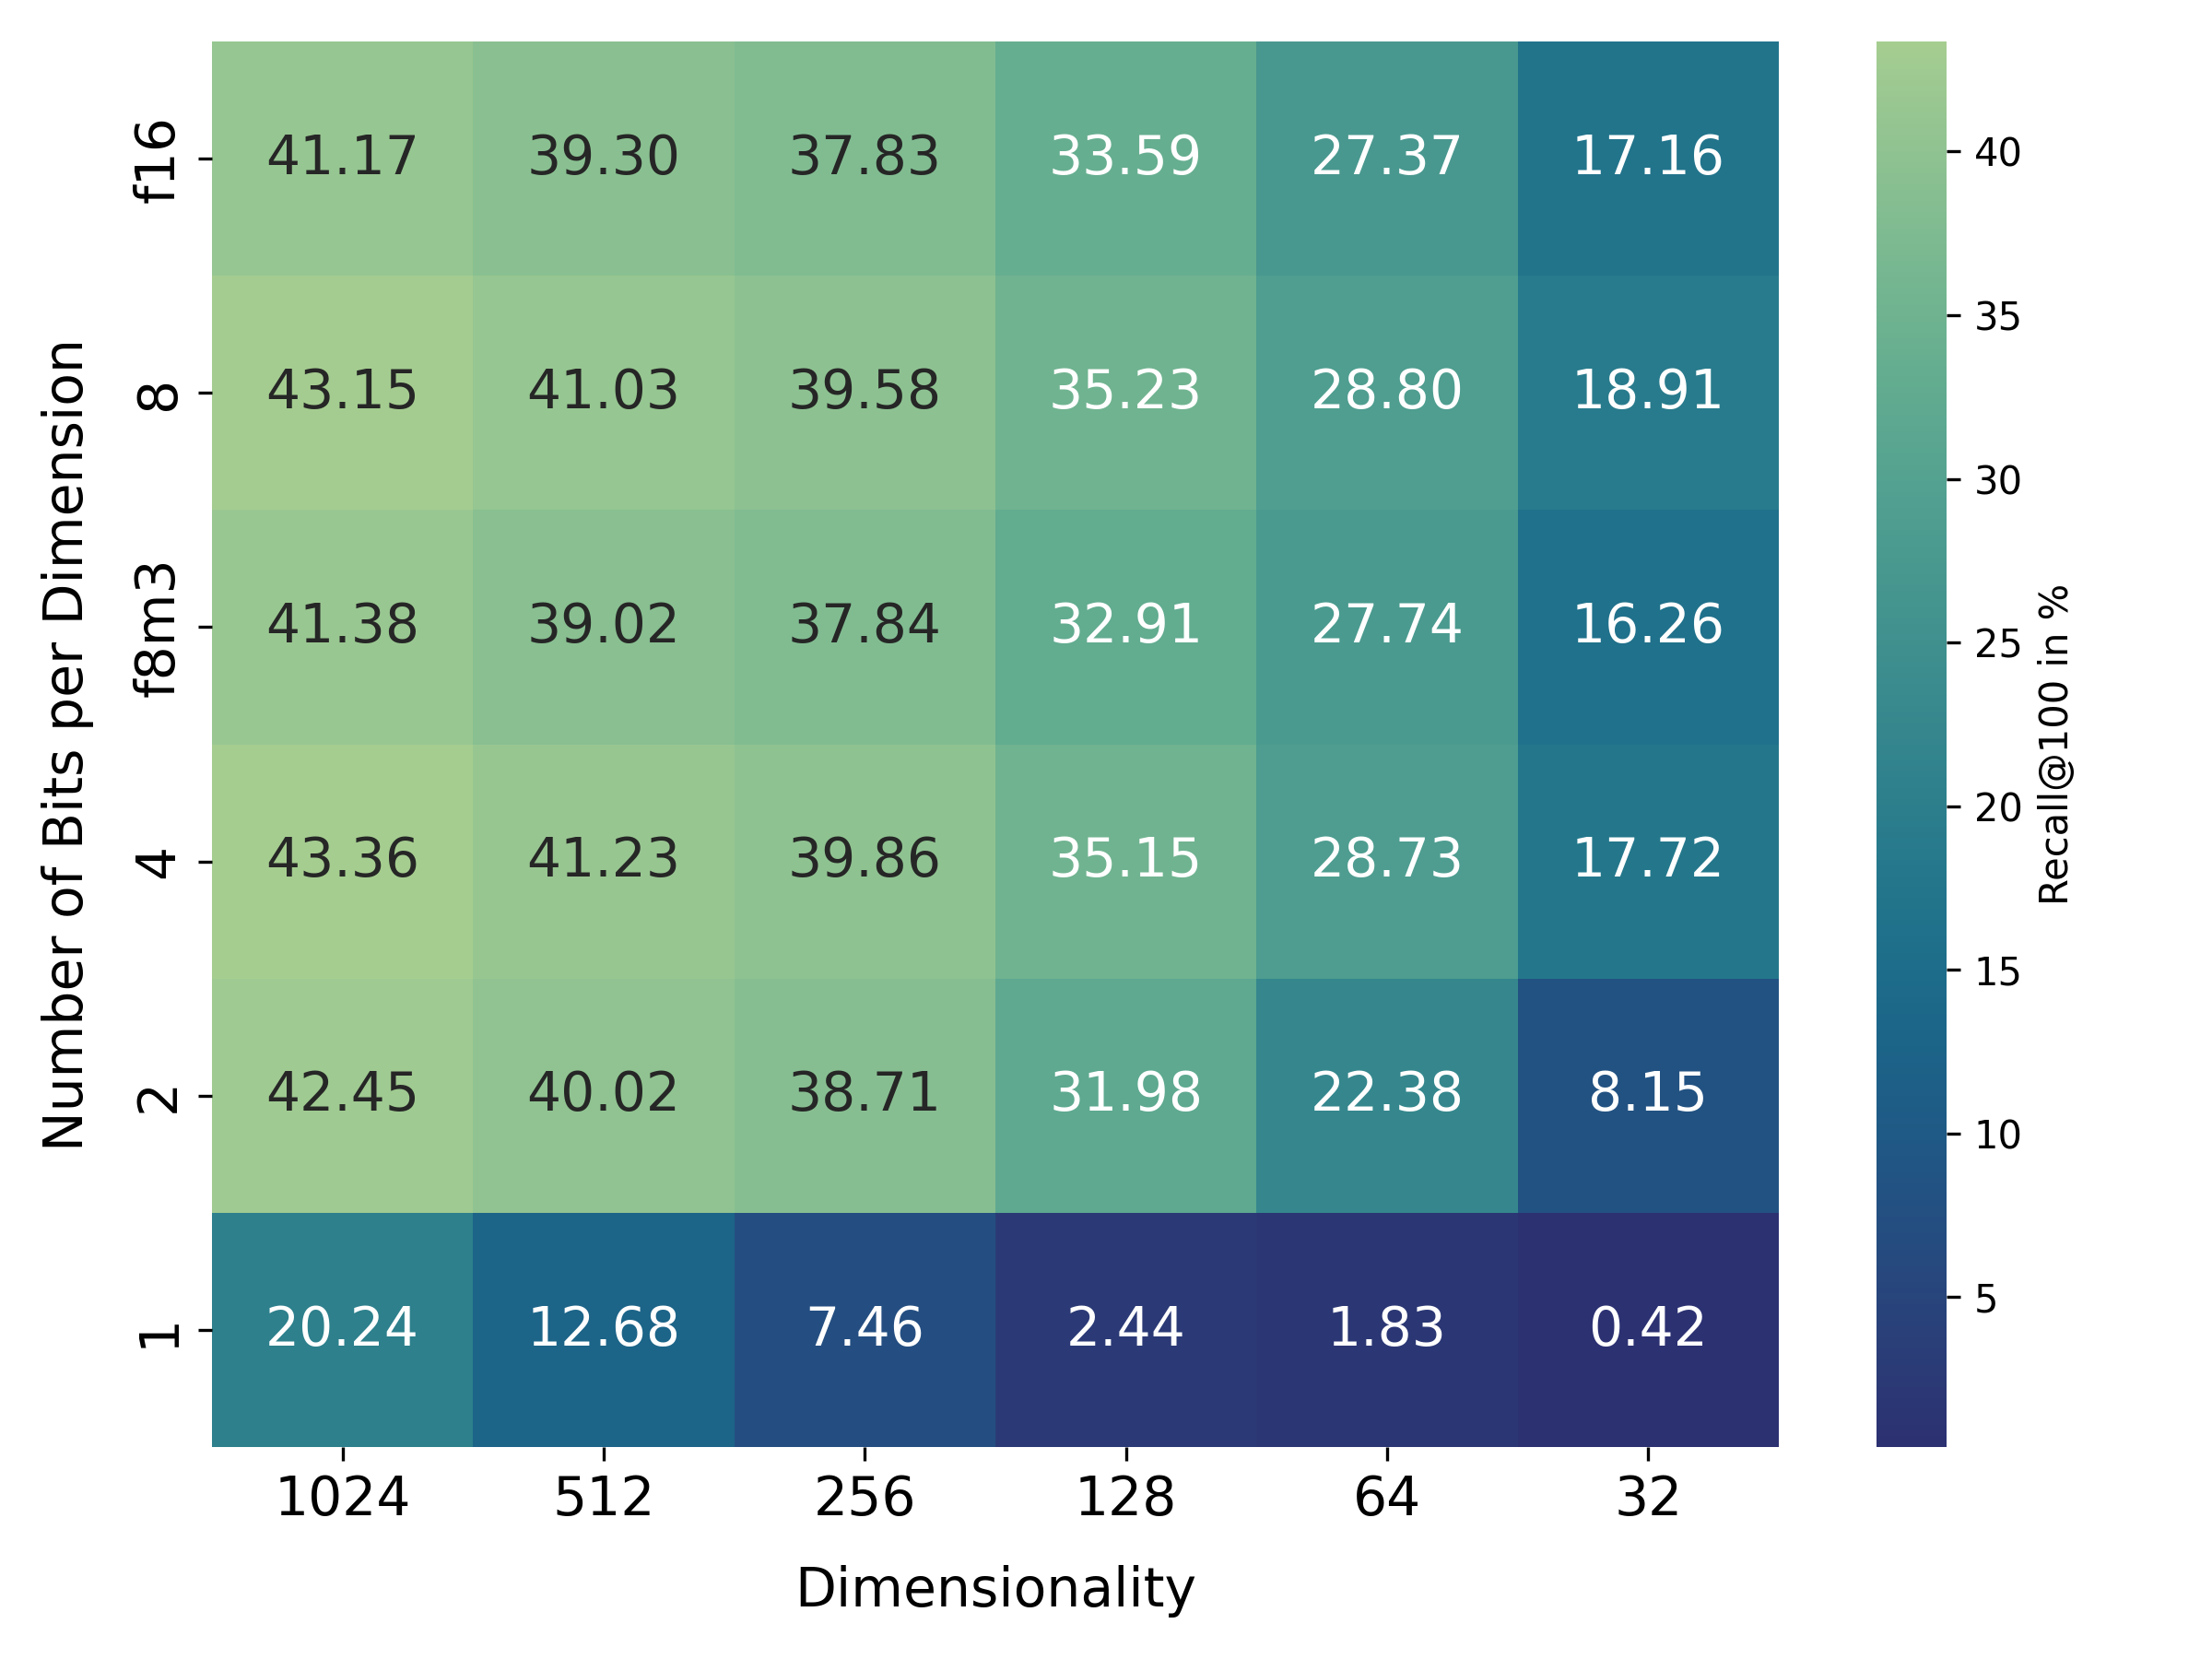 Number of Bits per Dimension
f16 41.17 39.30 37.83 33.59 27.37 17.16
8 43.15 41.03 39.58 35.23 28.80 18.91
f8m3 41.38 39.02 37.84 32.91 27.74 16.26
4 43.36 41.23 39.86 35.15 28.73 17.72
2 42.45 40.02 38.71 31.98 22.38 8.15
1 20.24 12.68 7.46 2.44 1.83 0.42
1024 512 256 128 64 32
Dimensionality
40
35
30
25
20
15
10
5
Recall@100 in %